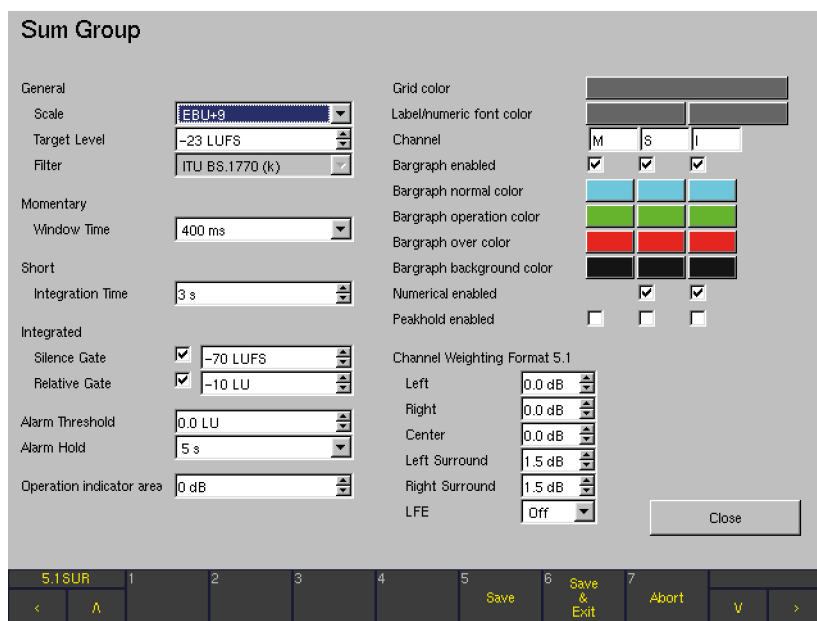 Sum Group
General
Scale
EBU+9
Target Level
-23 LUFS
Filter
ITU BS.1770 (k)
Momentary
Window Time
400 ms
Short
Integration Time
3 s
Integrated
Silence Gate
-70 LUFS
Relative Gate
-10 LU
Alarm Threshold
0.0 LU
Alarm Hold
5 s
Operation indicator area
0 dB
Grid color
Label/numeric font color
Channel
M S I
Bargraph enabled
Bargraph normal color
Bargraph operation color
Bargraph over color
Bargraph background color
Numerical enabled
Peakhold enabled
Channel Weighting Format 5.1
Left
0.0 dB
Right
0.0 dB
Center
0.0 dB
Left Surround
1.5 dB
Right Surround
1.5 dB
LFE
Off
Close
5.1SUR
< Λ
1
2
3
4
5
Save
6
Save
&
Exit
7
Abort
V >